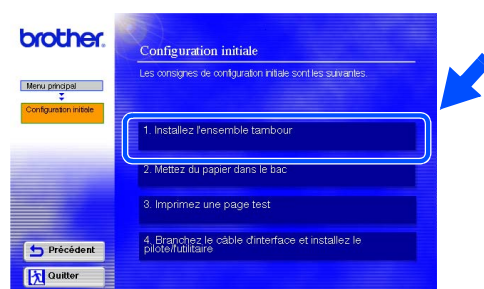 brother.
Configuration initiale
Les consignes de configuration initiale sont les suivantes.
Menu principal
Configuration initiale
1. Installez l'ensemble tambour
2. Mettez du papier dans le bac
3. Imprimez une page test
4. Branchez le câble d'interface et installez le
pilote/l'utilitaire
Précédent
Quitter